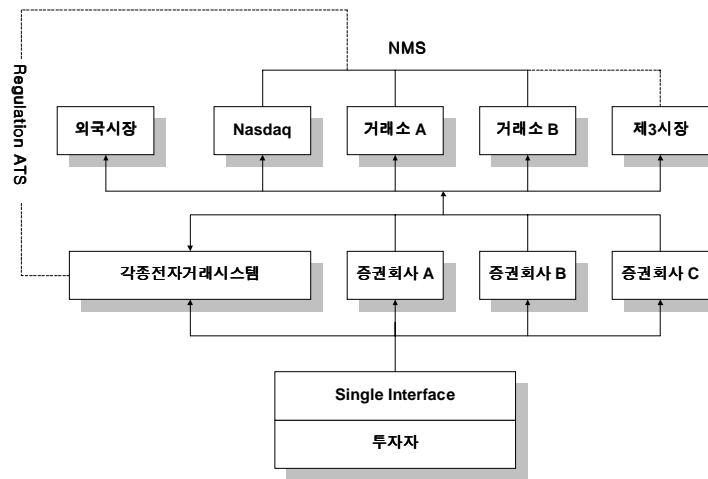 NMS
Regulation ATS
외국시장
Nasdaq
거래소 A
거래소 B
제3시장
각종전자거래시스템
증권회사 A
증권회사 B
증권회사 C
Single Interface
투자자